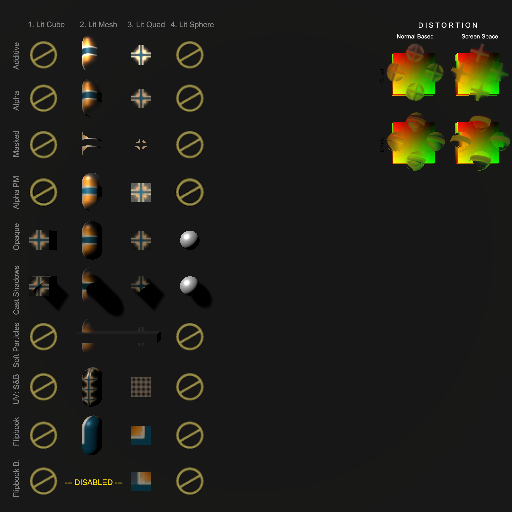 1. Lit Cube 2. Lit Mesh 3. Lit Quad 4. Lit Sphere
DISTORTION
Normal Based Screen Space
Additive
Alpha
Masked
Alpha PM
Opaque
Cast Shadows
Soft Particles
UV: S&B
Flipbook
Flipbook B.
--- DISABLED ---